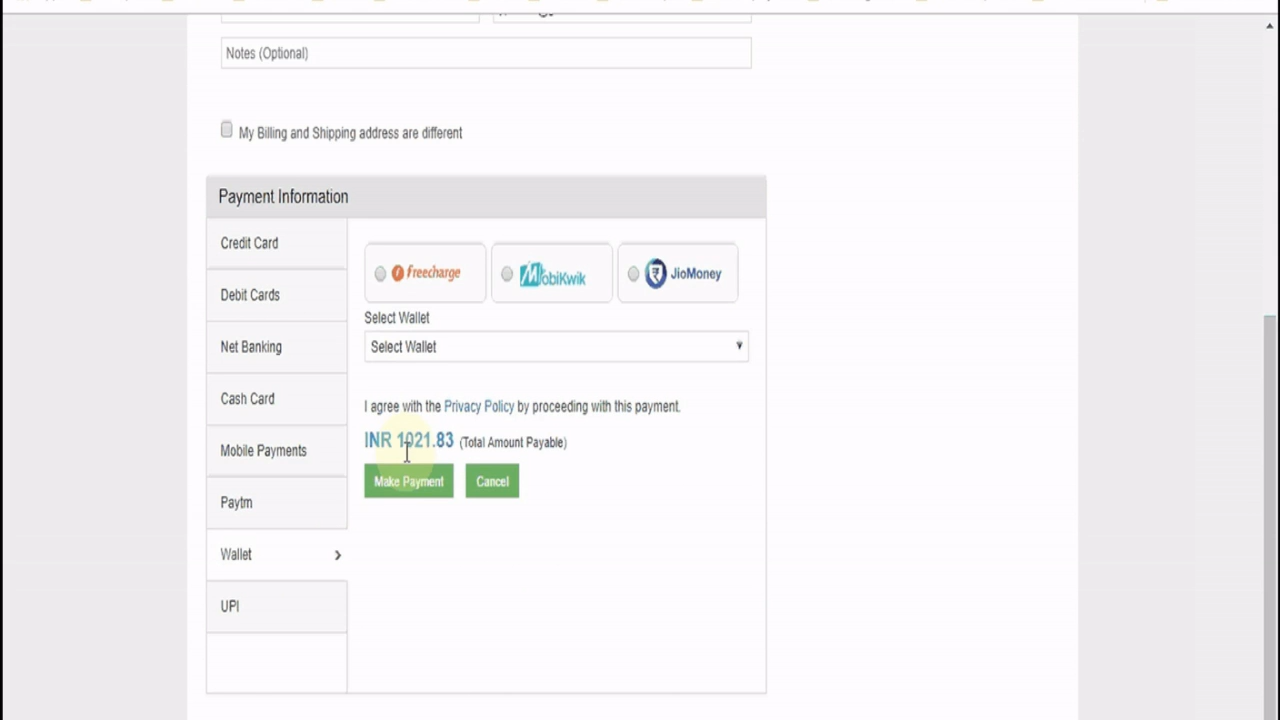 Notes (Optional)
My Billing and Shipping address are different
Payment Information
Credit Card
Debit Cards
Net Banking
Cash Card
Mobile Payments
Paytm
Wallet
UPI
freecharge
MobiKwik
JioMoney
Select Wallet
Select Wallet
I agree with the Privacy Policy by proceeding with this payment.
INR 1021.83 (Total Amount Payable)
Make Payment
Cancel